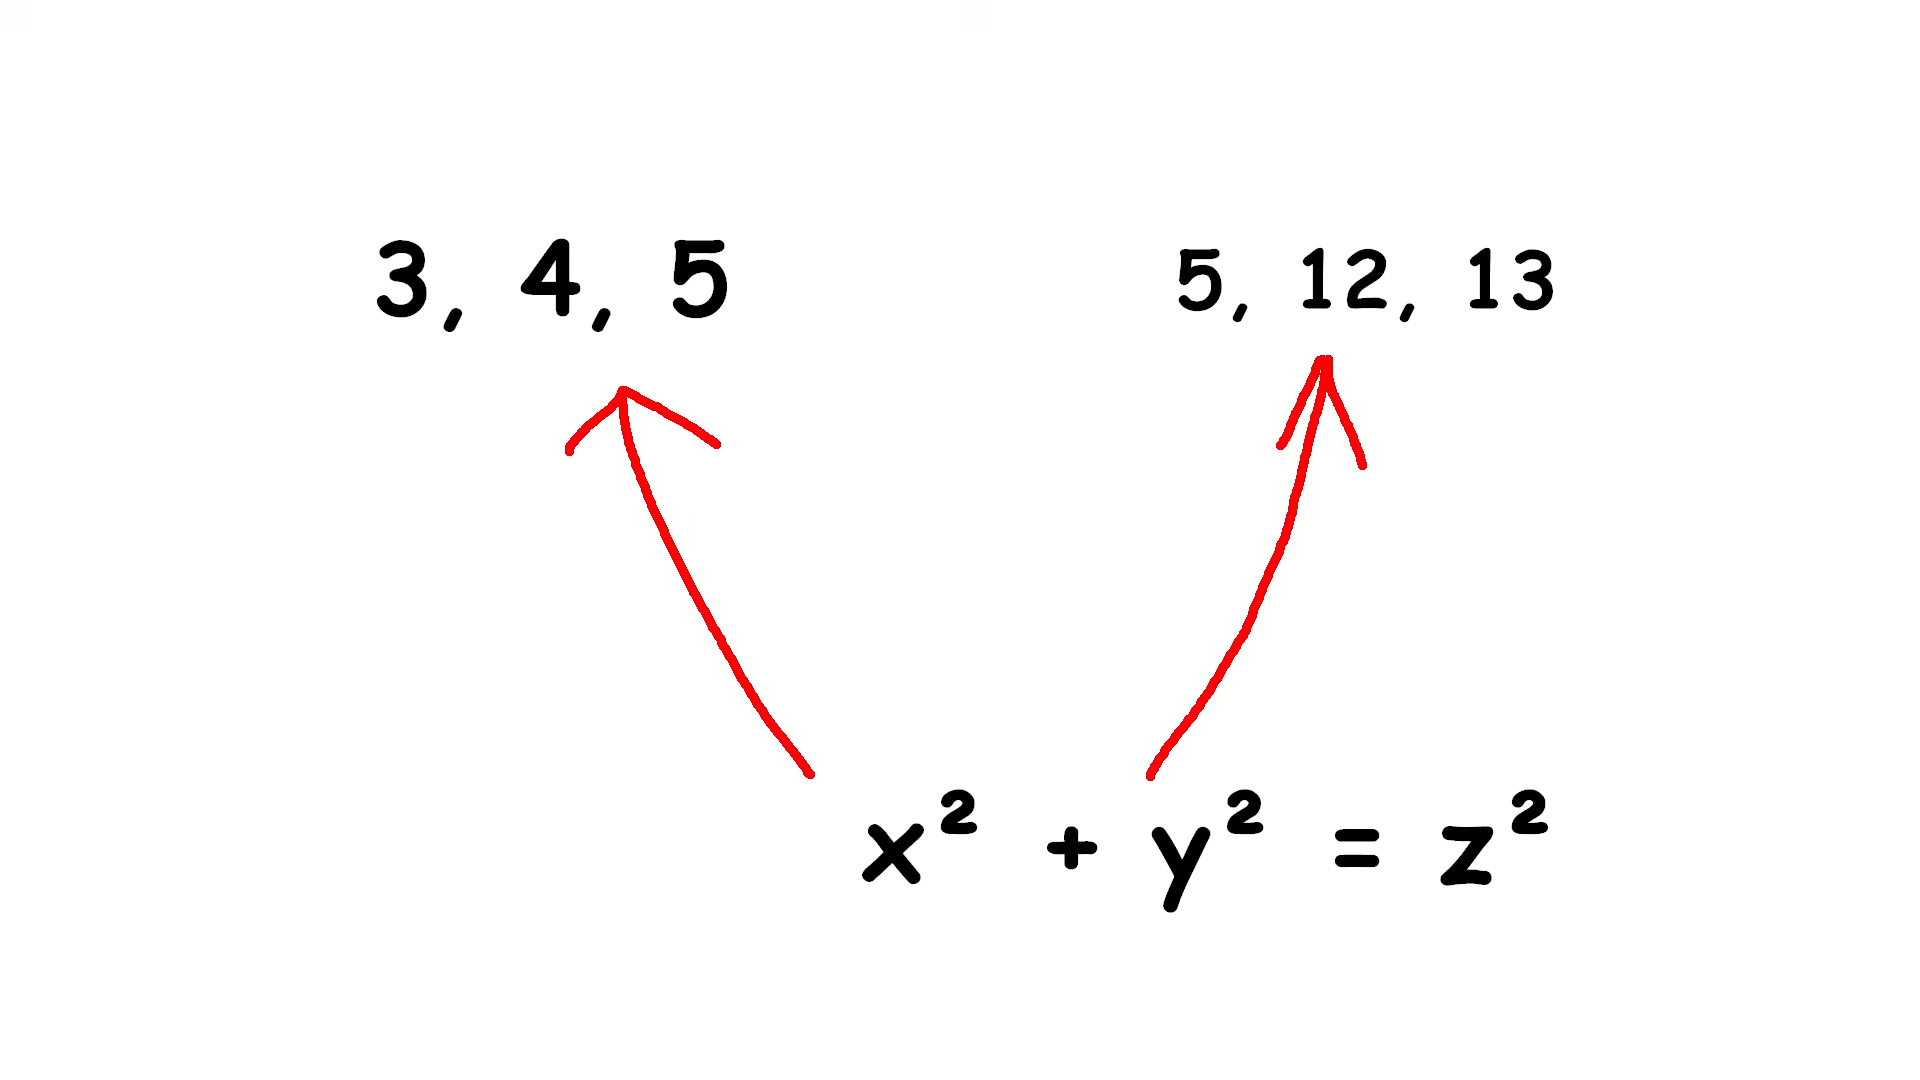 3, 4, 5
5, 12, 13
x² + y² = z²